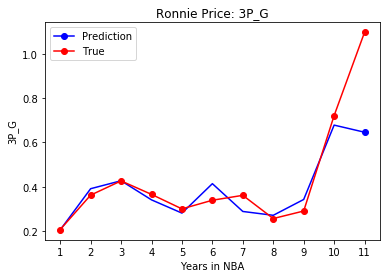 Ronnie Price: 3P_G
Prediction
True
3P_G
1.0
0.8
0.6
0.4
0.2
1 2 3 4 5 6 7 8 9 10 11
Years in NBA